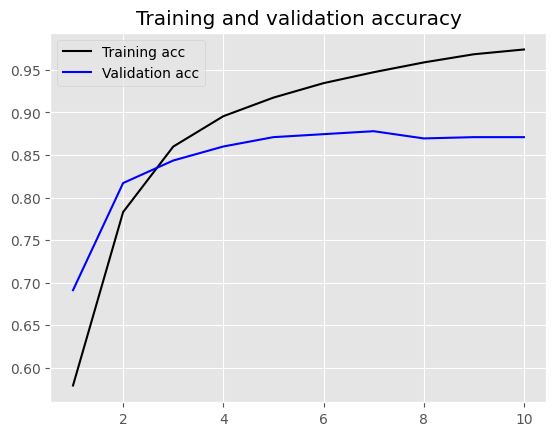 Training and validation accuracy
Training acc
Validation acc
0.95
0.90
0.85
0.80
0.75
0.70
0.65
0.60
2 4 6 8 10